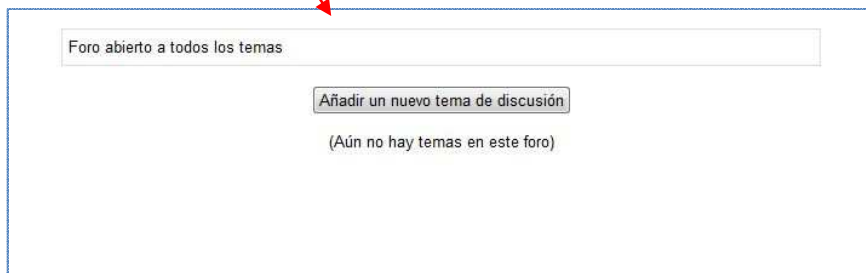 Foro abierto a todos los temas
Añadir un nuevo tema de discusión
(Aún no hay temas en este foro)